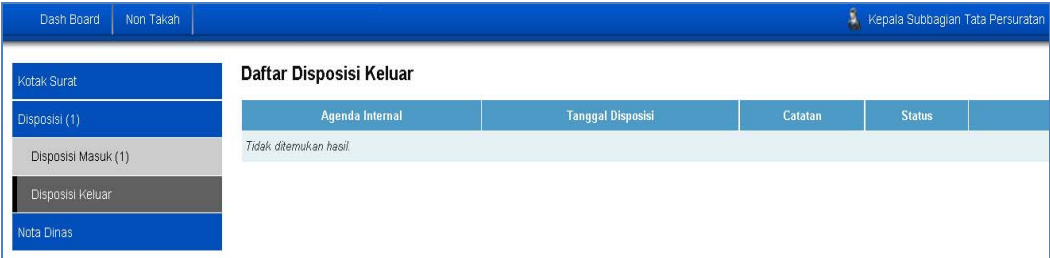 Dash Board Non Takah Kepala Subbagian Tata Persuratan
Kotak Surat
Disposisi (1)
Disposisi Masuk (1)
Disposisi Keluar
Nota Dinas
Daftar Disposisi Keluar
Agenda Internal Tanggal Disposisi Catatan Status
Tidak ditemukan hasil.